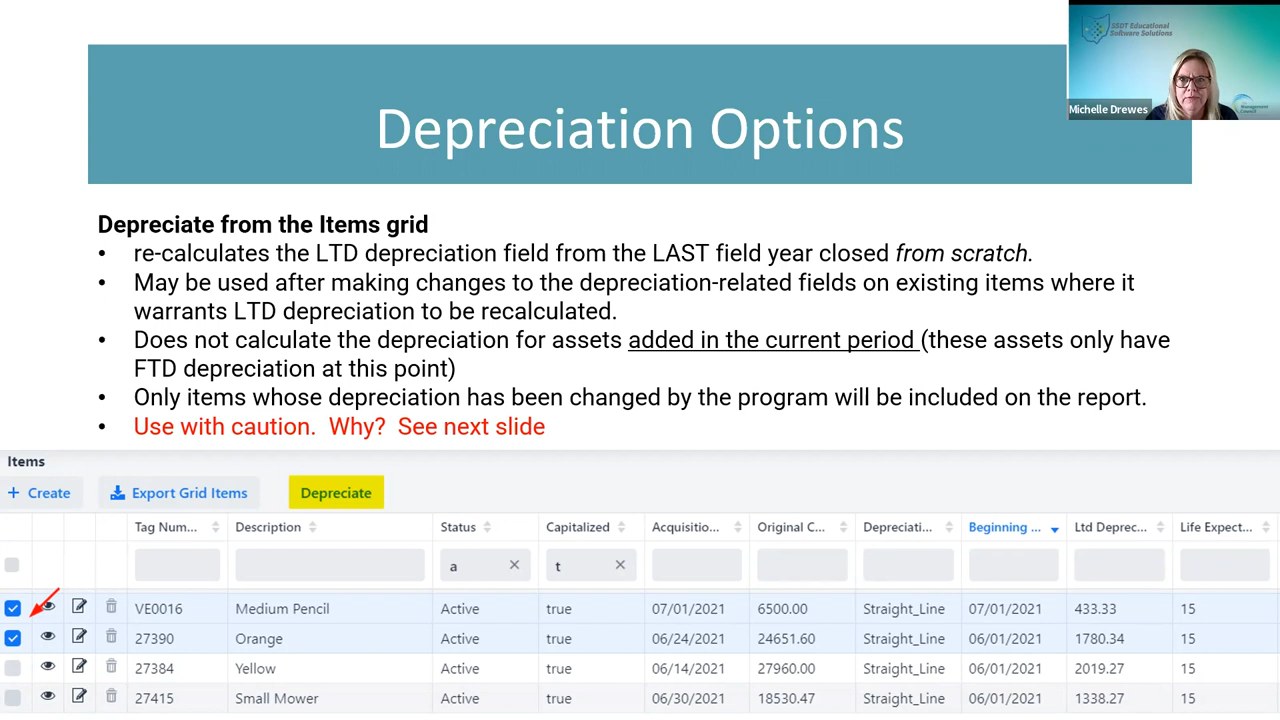 SSDT Educational
Software Solutions
Management
Council
Michelle Drewes
Depreciation Options
Depreciate from the Items grid
• re-calculates the LTD depreciation field from the LAST field year closed from scratch.
• May be used after making changes to the depreciation-related fields on existing items where it
warrants LTD depreciation to be recalculated.
• Does not calculate the depreciation for assets added in the current period (these assets only have
FTD depreciation at this point)
• Only items whose depreciation has been changed by the program will be included on the report.
• Use with caution. Why? See next slide
Items
+ Create Export Grid Items Depreciate
Tag Num... Description Status Capitalized Acquisitio... Original C... Depreciati... Beginning ... Ltd Deprec... Life Expect...
a × t ×
VE0016 Medium Pencil Active true 07/01/2021 6500.00 Straight_Line 07/01/2021 433.33 15
27390 Orange Active true 06/24/2021 24651.60 Straight_Line 06/01/2021 1780.34 15
27384 Yellow Active true 06/14/2021 27960.00 Straight_Line 06/01/2021 2019.27 15
27415 Small Mower Active true 06/30/2021 18530.47 Straight_Line 06/01/2021 1338.27 15